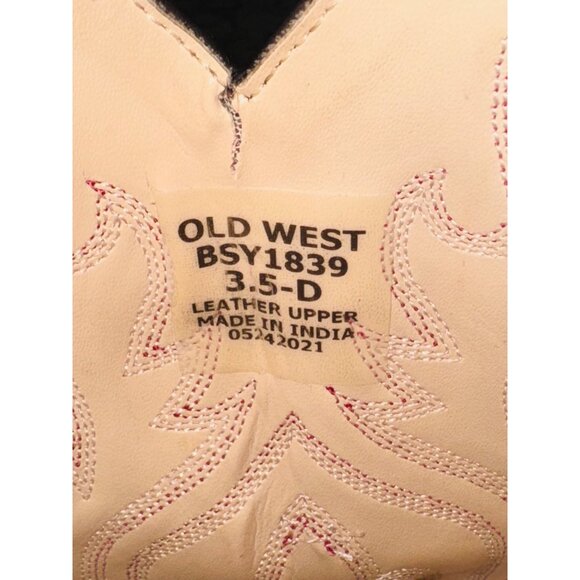 OLD WEST
BSY1839
3.5-D
LEATHER UPPER
MADE IN INDIA
05242021